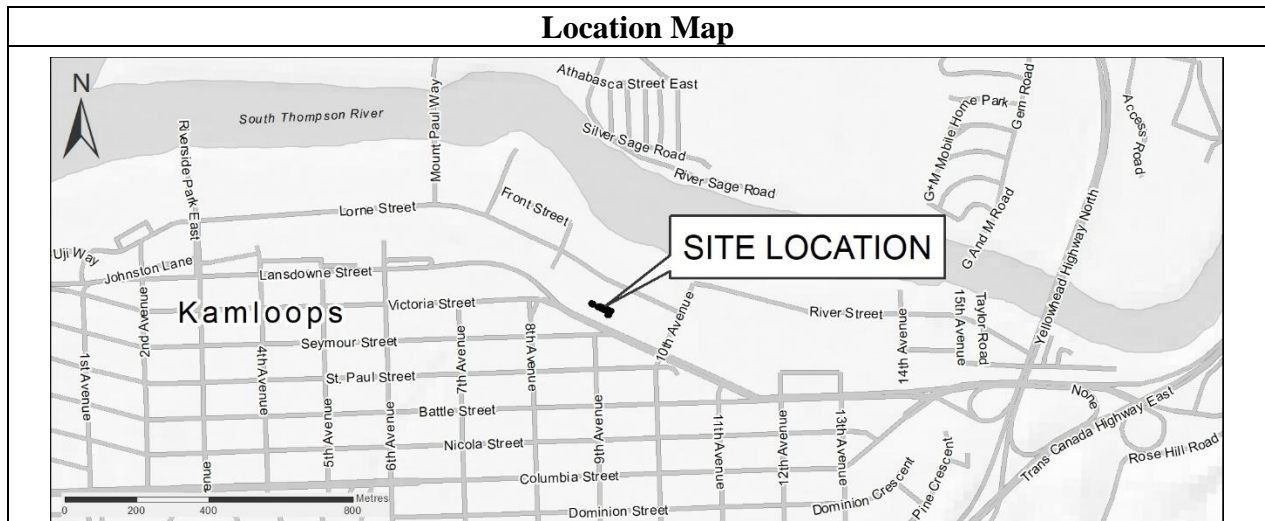 Location Map
N
South Thompson River
Riverside Park East
Mount Paul Way
Athabasca Street East
Silver Sage Road
River Sage Road
G+M Mobile Home Park
Gem Road
Access Road
G And M Road
Yellowhead Highway North
Lorne Street
Front Street
SITE LOCATION
Uji Way
Johnston Lane
Lansdowne Street
Kamloops
Victoria Street
Seymour Street
St. Paul Street
Battle Street
Nicola Street
Columbia Street
Dominion Street
1st Avenue
2nd Avenue
4th Avenue
5th Avenue
6th Avenue
7th Avenue
8th Avenue
9th Avenue
10th Avenue
11th Avenue
12th Avenue
13th Avenue
14th Avenue
15th Avenue
Taylor Road
River Street
None
Trans Canada Highway East
Rose Hill Road
Dominion Crescent
Pine Crescent
enue
Metres
0 200 400 800